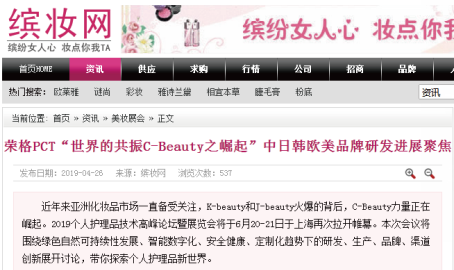 缤妆网
缤纷女人心 妆点你我TA
缤纷女人心 妆点你我
首页HOME 资讯 供应 求购 行情 公司 招商 品牌
热门搜索： 欧莱雅 谜尚 彩妆 雅诗兰黛 相宜本草 睫毛膏 粉底 资讯
当前位置: 首页 » 资讯 » 美妆展会 » 正文
荣格PCT“世界的共振C-Beauty之崛起”中日韩欧美品牌研发进展聚焦
发布日期：2019-04-26 来源：缤妆网 浏览次数：537
近年来亚洲化妆品市场一直备受关注，K-beauty和J-beauty火爆的背后，C-Beauty力量正在
崛起。2019个人护理品技术高峰论坛暨展览会将于6月20-21日于上海再次拉开帷幕。本次会议将
围绕绿色自然可持续性发展、智能数字化、安全健康、定制化趋势下的研发、生产、品牌、渠道
创新展开讨论，带你探索个人护理品新世界。